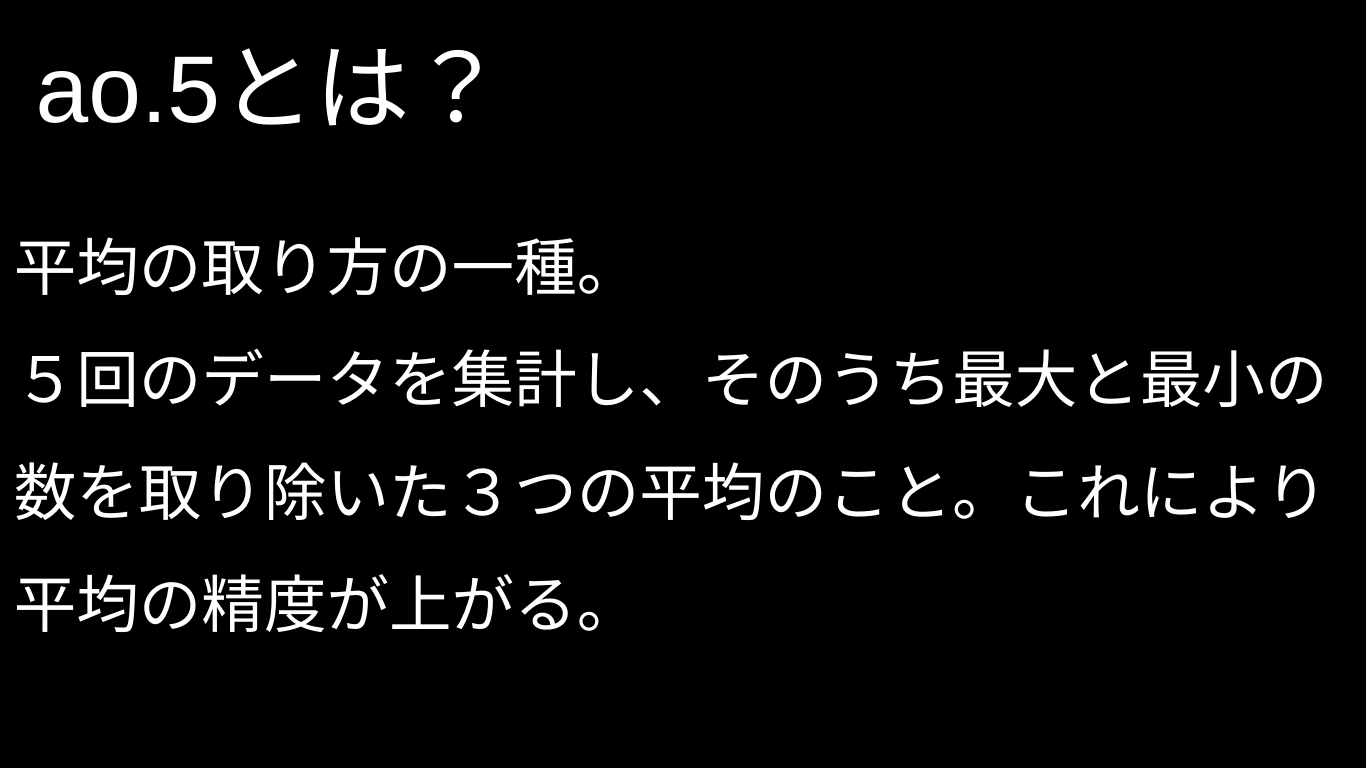 ao.5とは？
平均の取り方の一種。
５回のデータを集計し、そのうち最大と最小の
数を取り除いた３つの平均のこと。これにより
平均の精度が上がる。